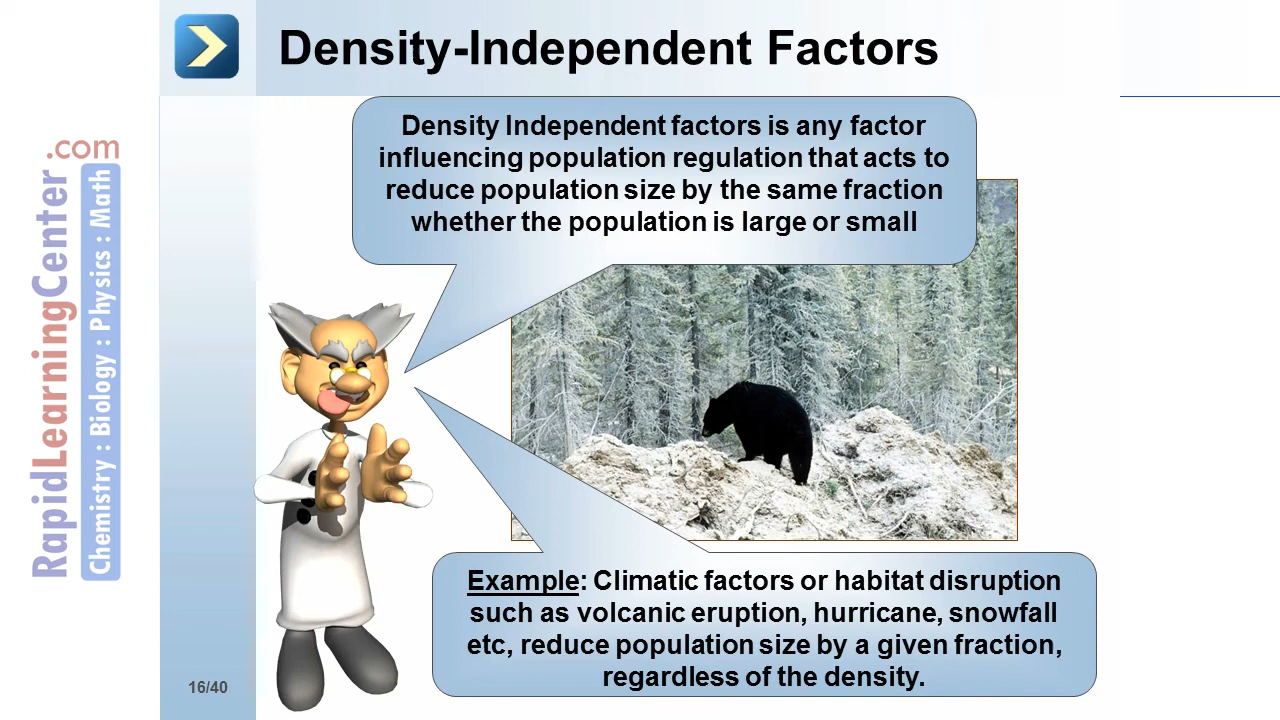 Density-Independent Factors
Density Independent factors is any factor
influencing population regulation that acts to
reduce population size by the same fraction
whether the population is large or small
Example: Climatic factors or habitat disruption
such as volcanic eruption, hurricane, snowfall
etc, reduce population size by a given fraction,
regardless of the density.
RapidLearningCenter.com
Chemistry : Biology : Physics : Math
16/40